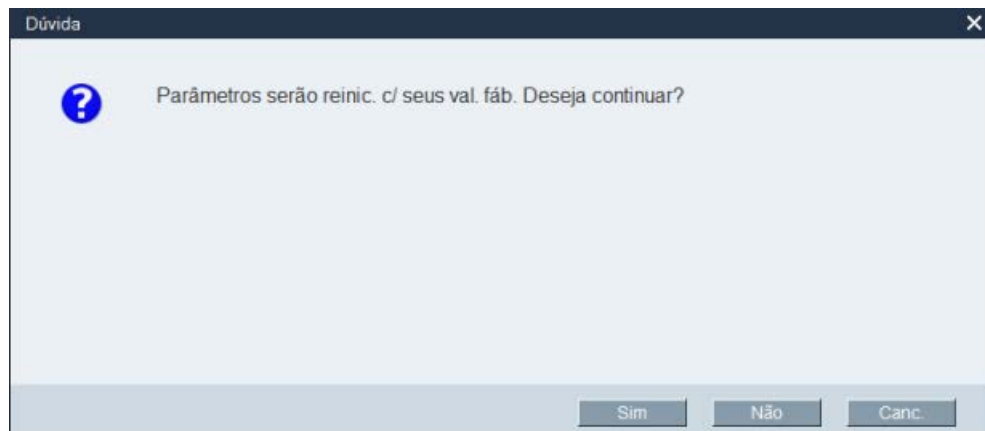 Dúvida
Parâmetros serão reinic. c/ seus val. fáb. Deseja continuar?
Sim Não Canc.